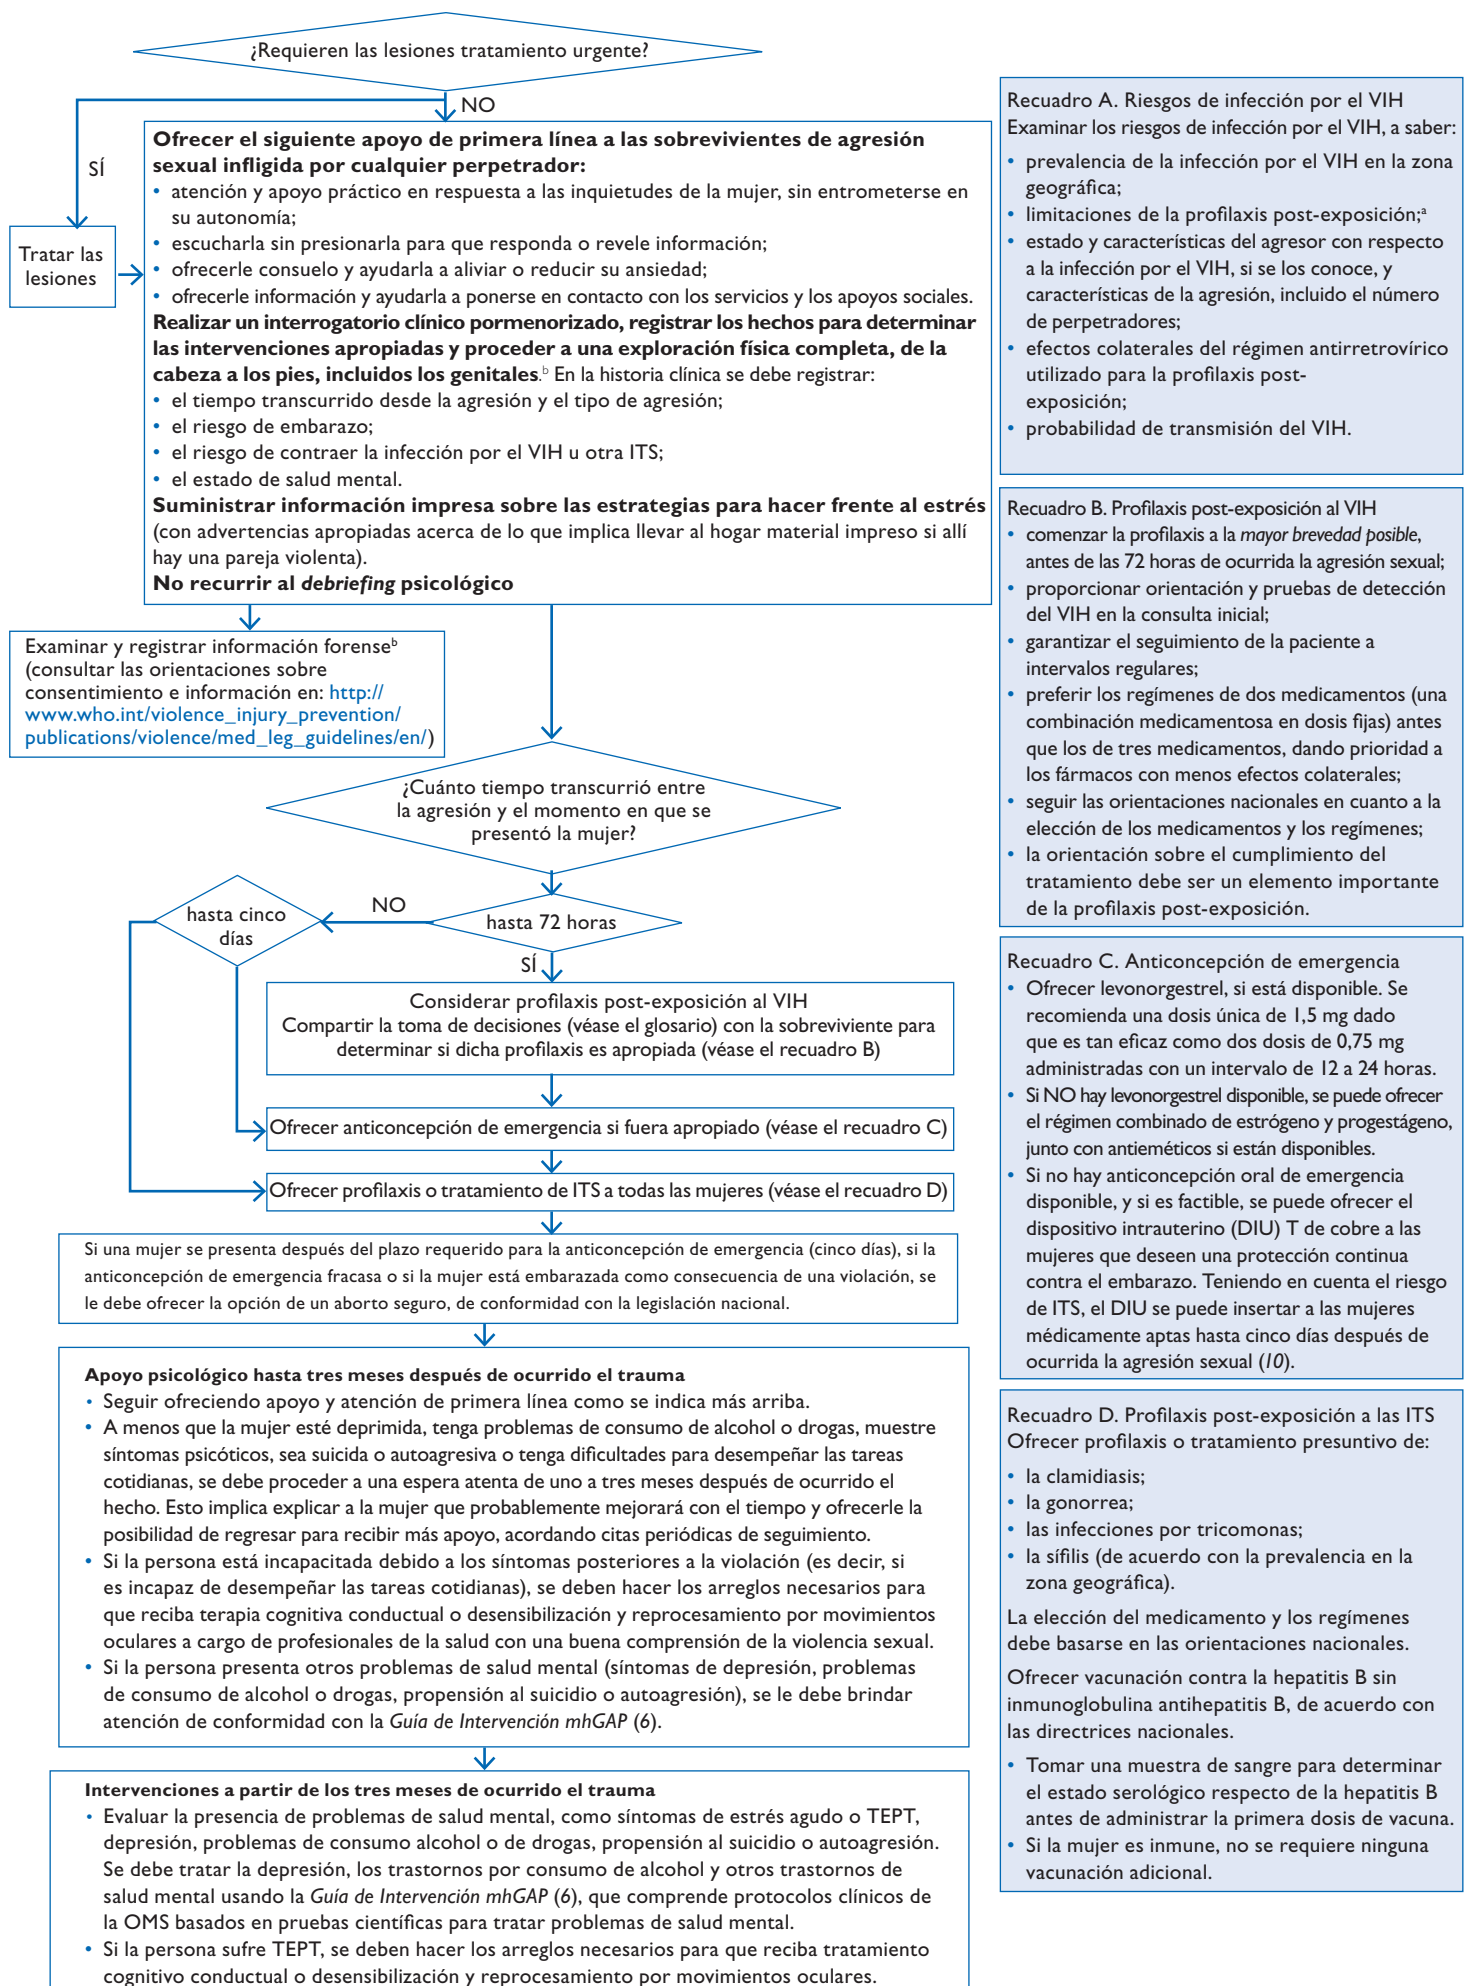 ¿Requieren las lesiones tratamiento urgente?
NO
SÍ
Tratar las
lesiones
Ofrecer el siguiente apoyo de primera línea a las sobrevivientes de agresión
sexual infligida por cualquier perpetrador:
• atención y apoyo práctico en respuesta a las inquietudes de la mujer, sin entrometerse en
su autonomía;
• escucharla sin presionarla para que responda o revele información;
• ofrecerle consuelo y ayudarla a aliviar o reducir su ansiedad;
• ofrecerle información y ayudarla a ponerse en contacto con los servicios y los apoyos sociales.
Realizar un interrogatorio clínico pormenorizado, registrar los hechos para determinar
las intervenciones apropiadas y proceder a una exploración física completa, de la
cabeza a los pies, incluidos los genitales.b En la historia clínica se debe registrar:
• el tiempo transcurrido desde la agresión y el tipo de agresión;
• el riesgo de embarazo;
• el riesgo de contraer la infección por el VIH u otra ITS;
• el estado de salud mental.
Suministrar información impresa sobre las estrategias para hacer frente al estrés
(con advertencias apropiadas acerca de lo que implica llevar al hogar material impreso si allí
hay una pareja violenta).
No recurrir al debriefing psicológico
Examinar y registrar información forenseb
(consultar las orientaciones sobre
consentimiento e información en: http://
www.who.int/violence_injury_prevention/
publications/violence/med_leg_guidelines/en/)
¿Cuánto tiempo transcurrió entre
la agresión y el momento en que se
presentó la mujer?
hasta cinco
días
NO
hasta 72 horas
SÍ
Considerar profilaxis post-exposición al VIH
Compartir la toma de decisiones (véase el glosario) con la sobreviviente para
determinar si dicha profilaxis es apropiada (véase el recuadro B)
Ofrecer anticoncepción de emergencia si fuera apropiado (véase el recuadro C)
Ofrecer profilaxis o tratamiento de ITS a todas las mujeres (véase el recuadro D)
Si una mujer se presenta después del plazo requerido para la anticoncepción de emergencia (cinco días), si la
anticoncepción de emergencia fracasa o si la mujer está embarazada como consecuencia de una violación, se
le debe ofrecer la opción de un aborto seguro, de conformidad con la legislación nacional.
Apoyo psicológico hasta tres meses después de ocurrido el trauma
• Seguir ofreciendo apoyo y atención de primera línea como se indica más arriba.
• A menos que la mujer esté deprimida, tenga problemas de consumo de alcohol o drogas, muestre
síntomas psicóticos, sea suicida o autoagresiva o tenga dificultades para desempeñar las tareas
cotidianas, se debe proceder a una espera atenta de uno a tres meses después de ocurrido el
hecho. Esto implica explicar a la mujer que probablemente mejorará con el tiempo y ofrecerle la
posibilidad de regresar para recibir más apoyo, acordando citas periódicas de seguimiento.
• Si la persona está incapacitada debido a los síntomas posteriores a la violación (es decir, si
es incapaz de desempeñar las tareas cotidianas), se deben hacer los arreglos necesarios para
que reciba terapia cognitiva conductual o desensibilización y reprocesamiento por movimientos
oculares a cargo de profesionales de la salud con una buena comprensión de la violencia sexual.
• Si la persona presenta otros problemas de salud mental (síntomas de depresión, problemas
de consumo de alcohol o drogas, propensión al suicidio o autoagresión), se le debe brindar
atención de conformidad con la Guía de Intervención mhGAP (6).
Intervenciones a partir de los tres meses de ocurrido el trauma
• Evaluar la presencia de problemas de salud mental, como síntomas de estrés agudo o TEPT,
depresión, problemas de consumo alcohol o de drogas, propensión al suicidio o autoagresión.
Se debe tratar la depresión, los trastornos por consumo de alcohol y otros trastornos de
salud mental usando la Guía de Intervención mhGAP (6), que comprende protocolos clínicos de
la OMS basados en pruebas científicas para tratar problemas de salud mental.
• Si la persona sufre TEPT, se deben hacer los arreglos necesarios para que reciba tratamiento
cognitivo conductual o desensibilización y reprocesamiento por movimientos oculares.
Recuadro A. Riesgos de infección por el VIH
Examinar los riesgos de infección por el VIH, a saber:
• prevalencia de la infección por el VIH en la zona
geográfica;
• limitaciones de la profilaxis post-exposición;a
• estado y características del agresor con respecto
a la infección por el VIH, si se los conoce, y
características de la agresión, incluido el número
de perpetradores;
• efectos colaterales del régimen antirretrovírico
utilizado para la profilaxis post-
exposición;
• probabilidad de transmisión del VIH.
Recuadro B. Profilaxis post-exposición al VIH
• comenzar la profilaxis a la mayor brevedad posible,
antes de las 72 horas de ocurrida la agresión sexual;
• proporcionar orientación y pruebas de detección
del VIH en la consulta inicial;
• garantizar el seguimiento de la paciente a
intervalos regulares;
• preferir los regímenes de dos medicamentos (una
combinación medicamentosa en dosis fijas) antes
que los de tres medicamentos, dando prioridad a
los fármacos con menos efectos colaterales;
• seguir las orientaciones nacionales en cuanto a la
elección de los medicamentos y los regímenes;
• la orientación sobre el cumplimiento del
tratamiento debe ser un elemento importante
de la profilaxis post-exposición.
Recuadro C. Anticoncepción de emergencia
• Ofrecer levonorgestrel, si está disponible. Se
recomienda una dosis única de 1,5 mg dado
que es tan eficaz como dos dosis de 0,75 mg
administradas con un intervalo de 12 a 24 horas.
• Si NO hay levonorgestrel disponible, se puede ofrecer
el régimen combinado de estrógeno y progestágeno,
junto con antieméticos si están disponibles.
• Si no hay anticoncepción oral de emergencia
disponible, y si es factible, se puede ofrecer el
dispositivo intrauterino (DIU) T de cobre a las
mujeres que deseen una protección continua
contra el embarazo. Teniendo en cuenta el riesgo
de ITS, el DIU se puede insertar a las mujeres
médicamente aptas hasta cinco días después de
ocurrida la agresión sexual (10).
Recuadro D. Profilaxis post-exposición a las ITS
Ofrecer profilaxis o tratamiento presuntivo de:
• la clamidiasis;
• la gonorrea;
• las infecciones por tricomonas;
• la sífilis (de acuerdo con la prevalencia en la
zona geográfica).
La elección del medicamento y los regímenes
debe basarse en las orientaciones nacionales.
Ofrecer vacunación contra la hepatitis B sin
inmunoglobulina antihepatitis B, de acuerdo con
las directrices nacionales.
• Tomar una muestra de sangre para determinar
el estado serológico respecto de la hepatitis B
antes de administrar la primera dosis de vacuna.
• Si la mujer es inmune, no se requiere ninguna
vacunación adicional.